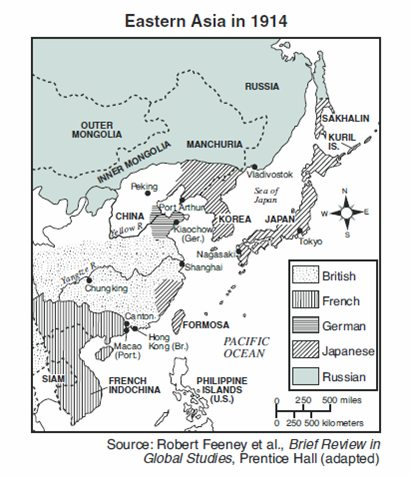 Eastern Asia in 1914
RUSSIA
SAKHALIN
KURIL
IS.
OUTER
MONGOLIA
MANCHURIA
INNER MONGOLIA
Vladivostok
Peking
Sea of
Japan
Port Arthur
CHINA
KOREA
JAPAN
Yellow R.
Kiaochow
(Ger.)
Tokyo
Nagasaki
Shanghai
Yangtze R.
Chungking
Canton
FORMOSA
Hong
Kong (Br.)
Macao
(Port.)
PACIFIC
OCEAN
SIAM
FRENCH
INDOCHINA
PHILIPPINE
ISLANDS
(U.S.)
N
W
E
S
British
French
German
Japanese
Russian
0 250 500 miles
0 250 500 kilometers
Source: Robert Feeney et al., Brief Review in
Global Studies, Prentice Hall (adapted)